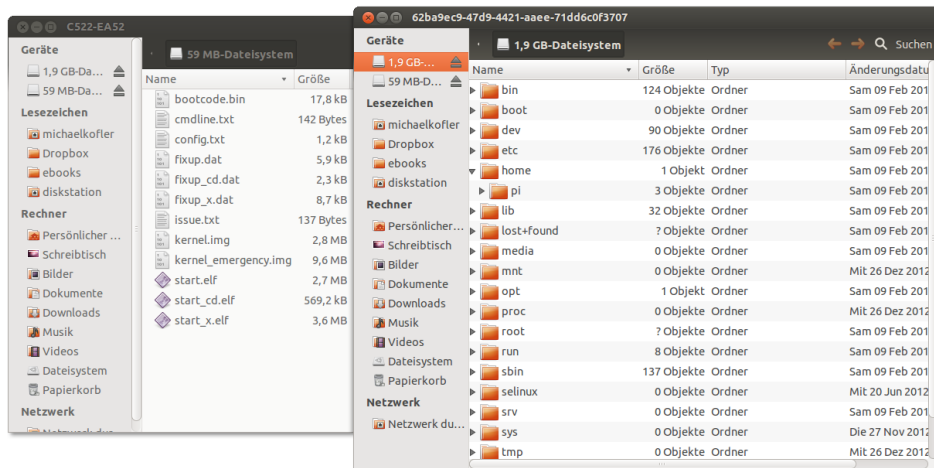 C522-EA52
Geräte
1,9 GB-Da...
59 MB-Da...
Lesezeichen
michaelkofler
Dropbox
ebooks
diskstation
Rechner
Persönlicher ...
Schreibtisch
Bilder
Dokumente
Downloads
Musik
Videos
Dateisystem
Papierkorb
Netzwerk
59 MB-Dateisystem
Name Größe
bootcode.bin 17,8 kB
cmdline.txt 142 Bytes
config.txt 1,2 kB
fixup.dat 5,9 kB
fixup_cd.dat 2,3 kB
fixup_x.dat 8,7 kB
issue.txt 137 Bytes
kernel.img 2,8 MB
kernel_emergency.img 9,6 MB
start.elf 2,7 MB
start_cd.elf 569,2 kB
start_x.elf 3,6 MB
62ba9ec9-47d9-4421-aaee-71dd6c0f3707
Geräte
1,9 GB-...
59 MB-D...
Lesezeichen
michaelkofler
Dropbox
ebooks
diskstation
Rechner
Persönlicher...
Schreibtisch
Bilder
Dokumente
Downloads
Musik
Videos
Dateisystem
Papierkorb
Netzwerk
Netzwerk du...
1,9 GB-Dateisystem Suchen
Name Größe Typ Änderungsdatu
bin 124 Objekte Ordner Sam 09 Feb 201
boot 0 Objekte Ordner Sam 09 Feb 201
dev 90 Objekte Ordner Sam 09 Feb 201
etc 176 Objekte Ordner Sam 09 Feb 201
home 1 Objekt Ordner Sam 09 Feb 201
pi 3 Objekte Ordner Sam 09 Feb 201
lib 32 Objekte Ordner Sam 09 Feb 201
lost+found ? Objekte Ordner Sam 09 Feb 201
media 0 Objekte Ordner Sam 09 Feb 201
mnt 0 Objekte Ordner Mit 26 Dez 2012
opt 1 Objekt Ordner Sam 09 Feb 201
proc 0 Objekte Ordner Mit 26 Dez 2012
root ? Objekte Ordner Sam 09 Feb 201
run 8 Objekte Ordner Sam 09 Feb 201
sbin 137 Objekte Ordner Sam 09 Feb 201
selinux 0 Objekte Ordner Mit 20 Jun 2012
srv 0 Objekte Ordner Sam 09 Feb 201
sys 0 Objekte Ordner Die 27 Nov 2012
tmp 0 Objekte Ordner Mit 26 Dez 2012